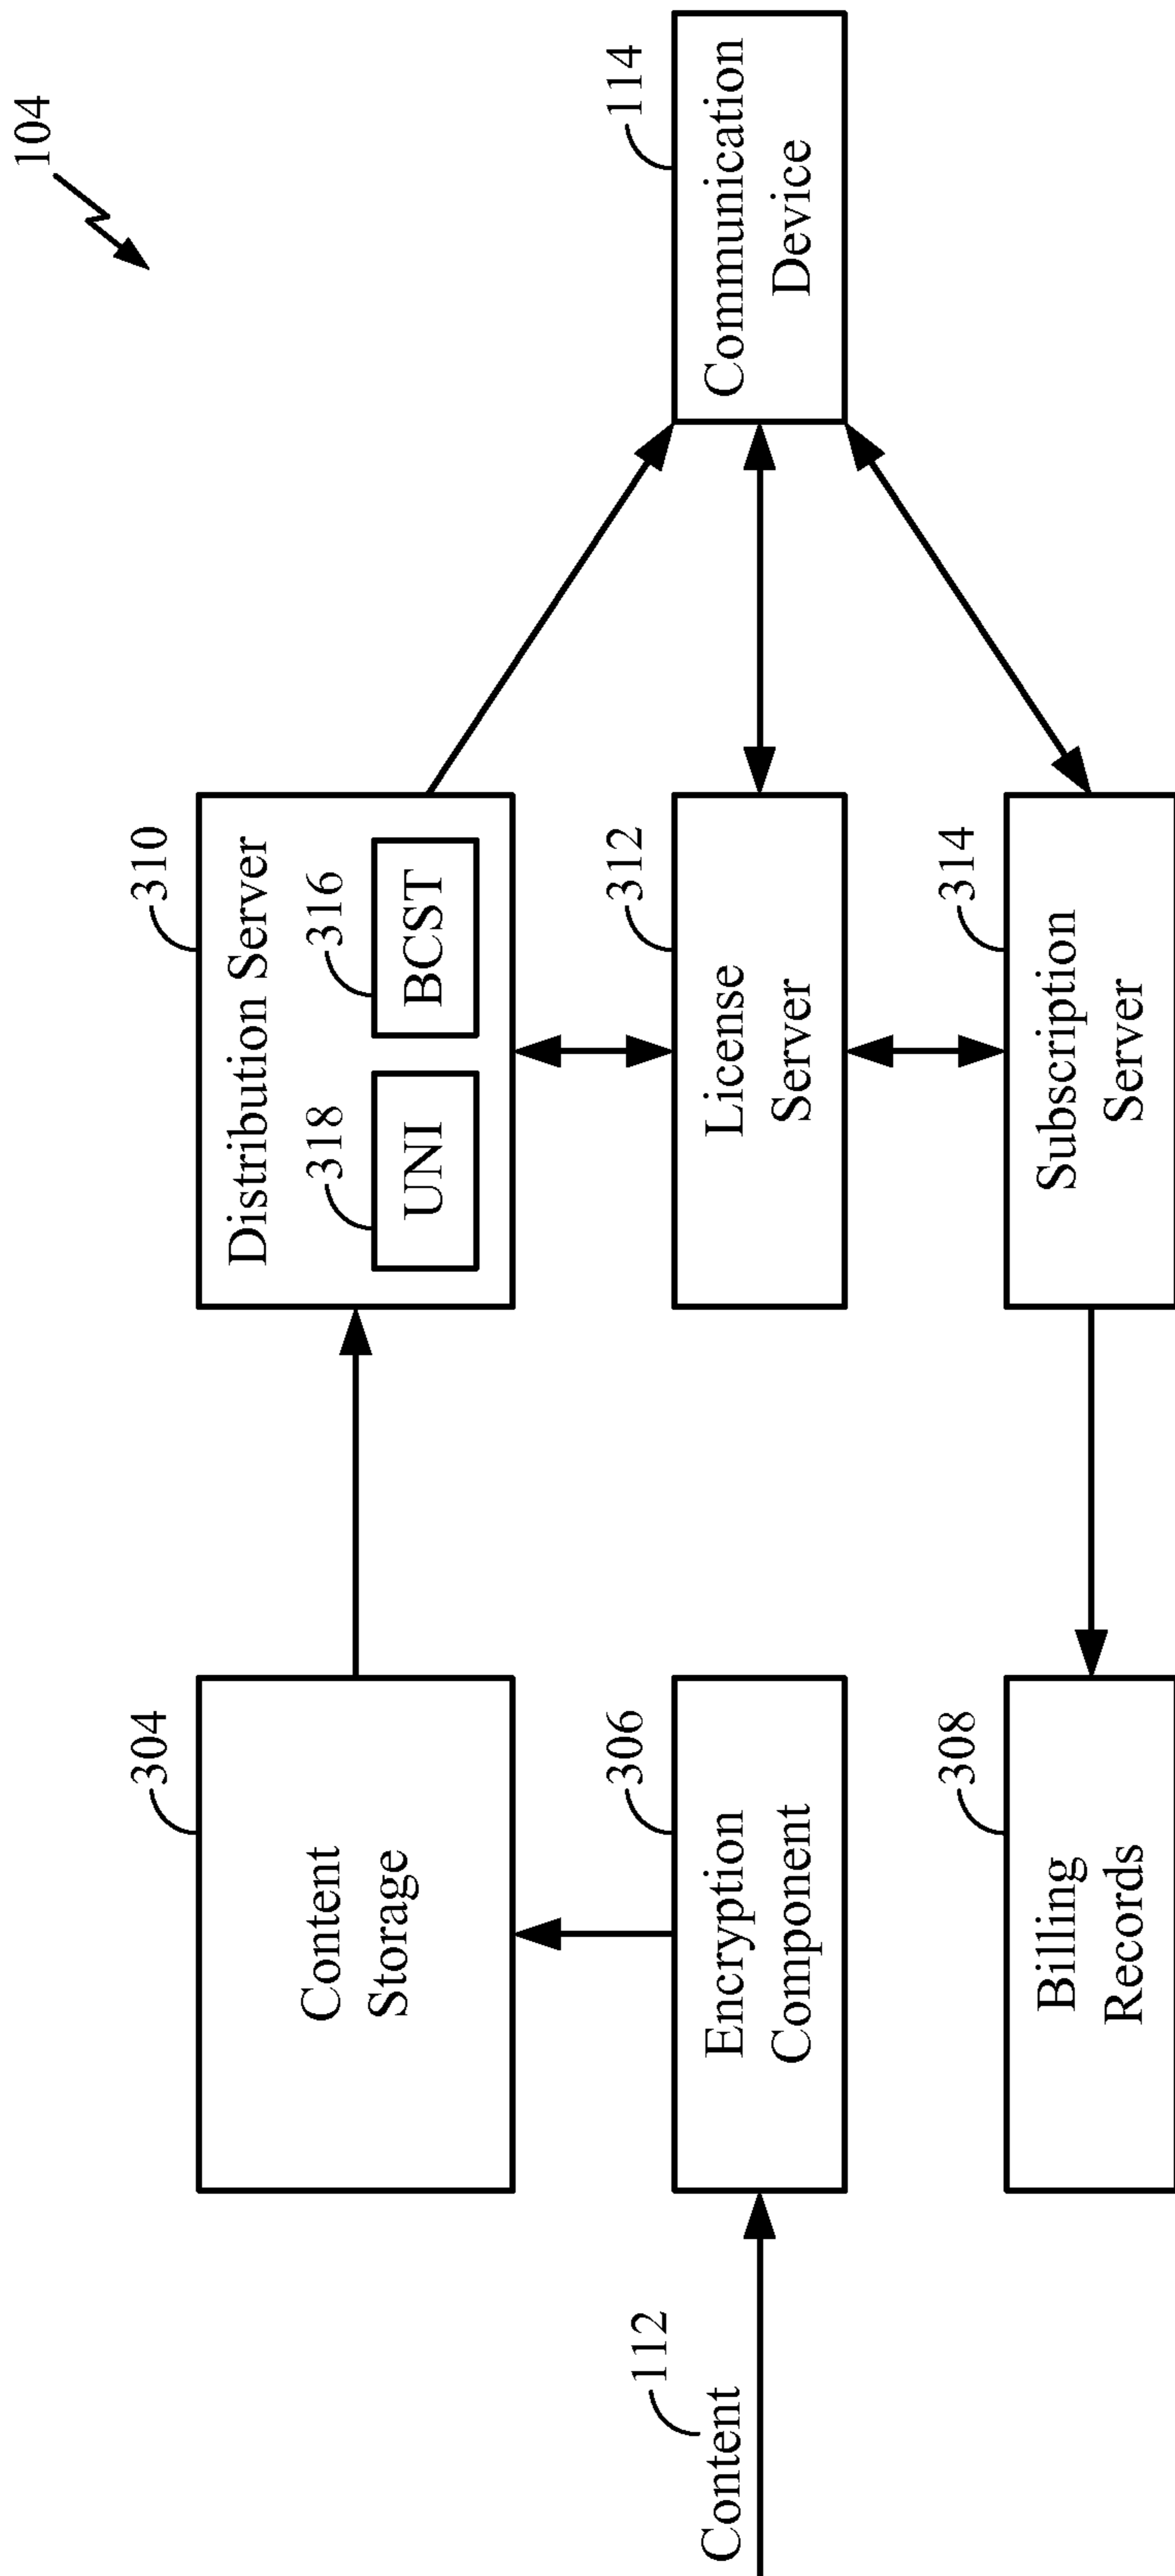 104
304
Content
Storage
310
Distribution Server
318
UNI
316
BCST
112
Content
306
Encryption
Component
312
License
Server
114
Communication
Device
308
Billing
Records
314
Subscription
Server